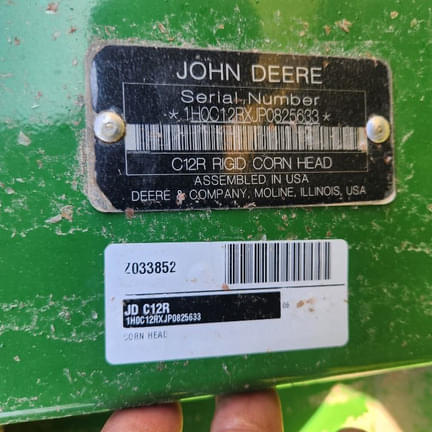 JOHN DEERE
Serial Number
*1H0C12RXJP0825633*
C12R RIGID CORN HEAD
ASSEMBLED IN USA
DEERE & COMPANY, MOLINE, ILLINOIS, USA
Z033852
JD C12R
06
1H0C12RXJP0825633
CORN HEAD